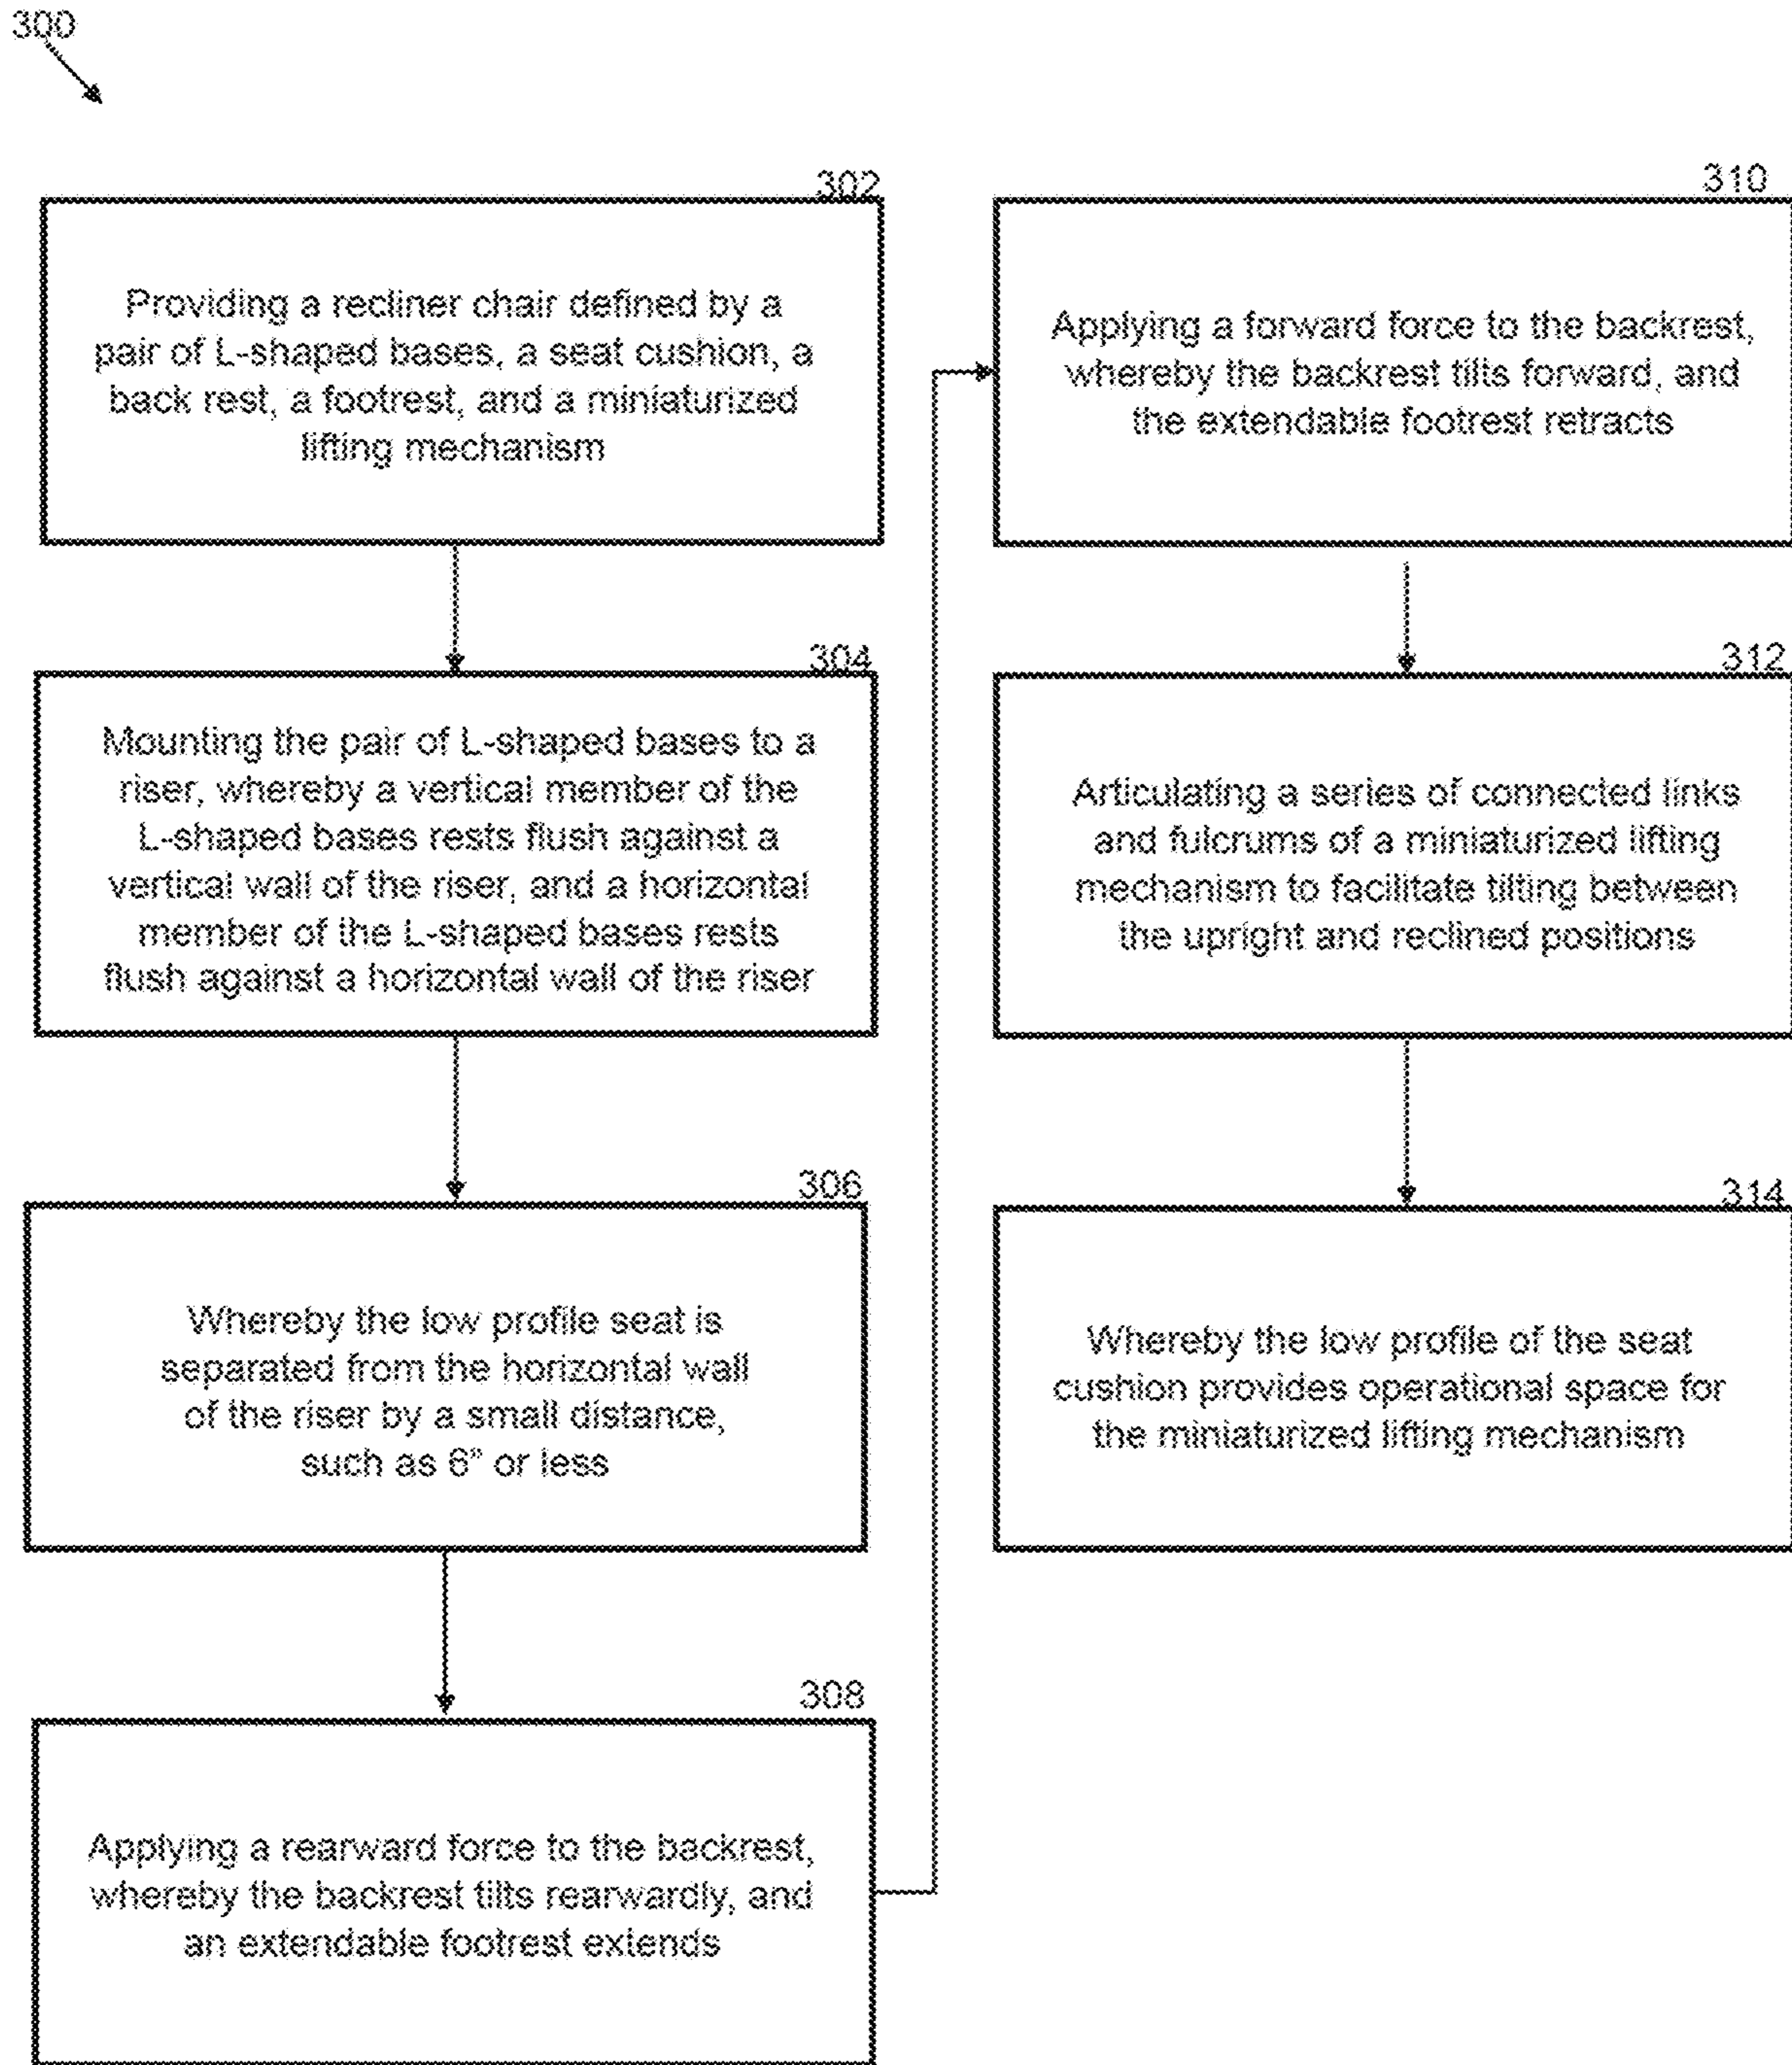 300
302
Providing a recliner chair defined by a
pair of L-shaped bases, a seat cushion, a
back rest, a footrest, and a miniaturized
lifting mechanism
304
Mounting the pair of L-shaped bases to a
riser, whereby a vertical member of the
L-shaped bases rests flush against a
vertical wall of the riser, and a horizontal
member of the L-shaped bases rests
flush against a horizontal wall of the riser
306
Whereby the low profile seat is
separated from the horizontal wall
of the riser by a small distance,
such as 6” or less
308
Applying a rearward force to the backrest,
whereby the backrest tilts rearwardly, and
an extendable footrest extends
310
Applying a forward force to the backrest,
whereby the backrest tilts forward, and
the extendable footrest retracts
312
Articulating a series of connected links
and fulcrums of a miniaturized lifting
mechanism to facilitate tilting between
the upright and reclined positions
314
Whereby the low profile of the seat
cushion provides operational space for
the miniaturized lifting mechanism